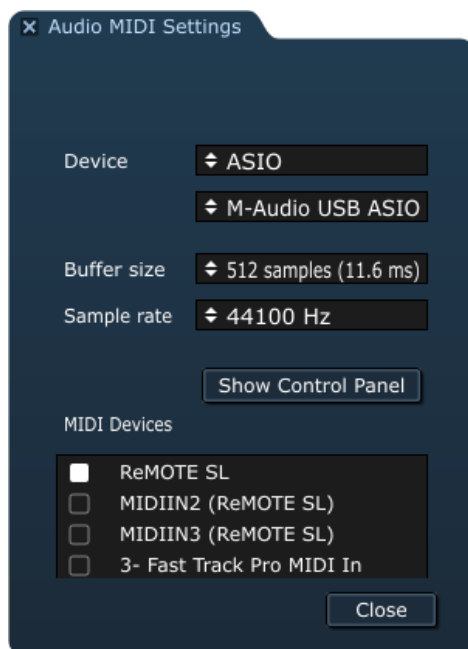 Audio MIDI Settings
Device ASIO
M-Audio USB ASIO
Buffer size 512 samples (11.6 ms)
Sample rate 44100 Hz
Show Control Panel
MIDI Devices
ReMOTE SL
MIDIIN2 (ReMOTE SL)
MIDIIN3 (ReMOTE SL)
3- Fast Track Pro MIDI In
Close